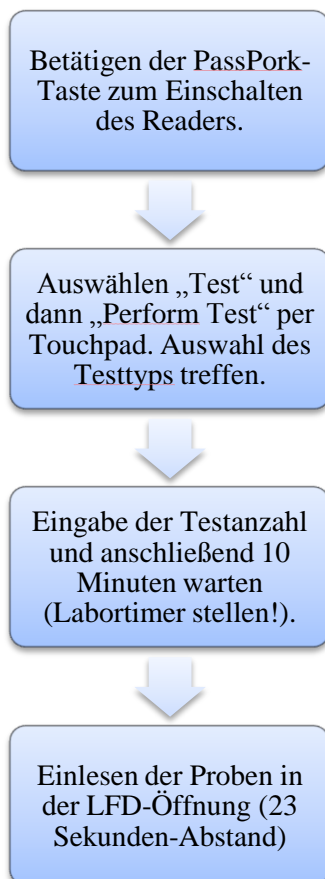 Betätigen der PassPork-
Taste zum Einschalten
des Readers.
Auswählen „Test“ und
dann „Perform Test“ per
Touchpad. Auswahl des
Testtyps treffen.
Eingabe der Testanzahl
und anschließend 10
Minuten warten
(Labortimer stellen!).
Einlesen der Proben in
der LFD-Öffnung (23
Sekunden-Abstand)